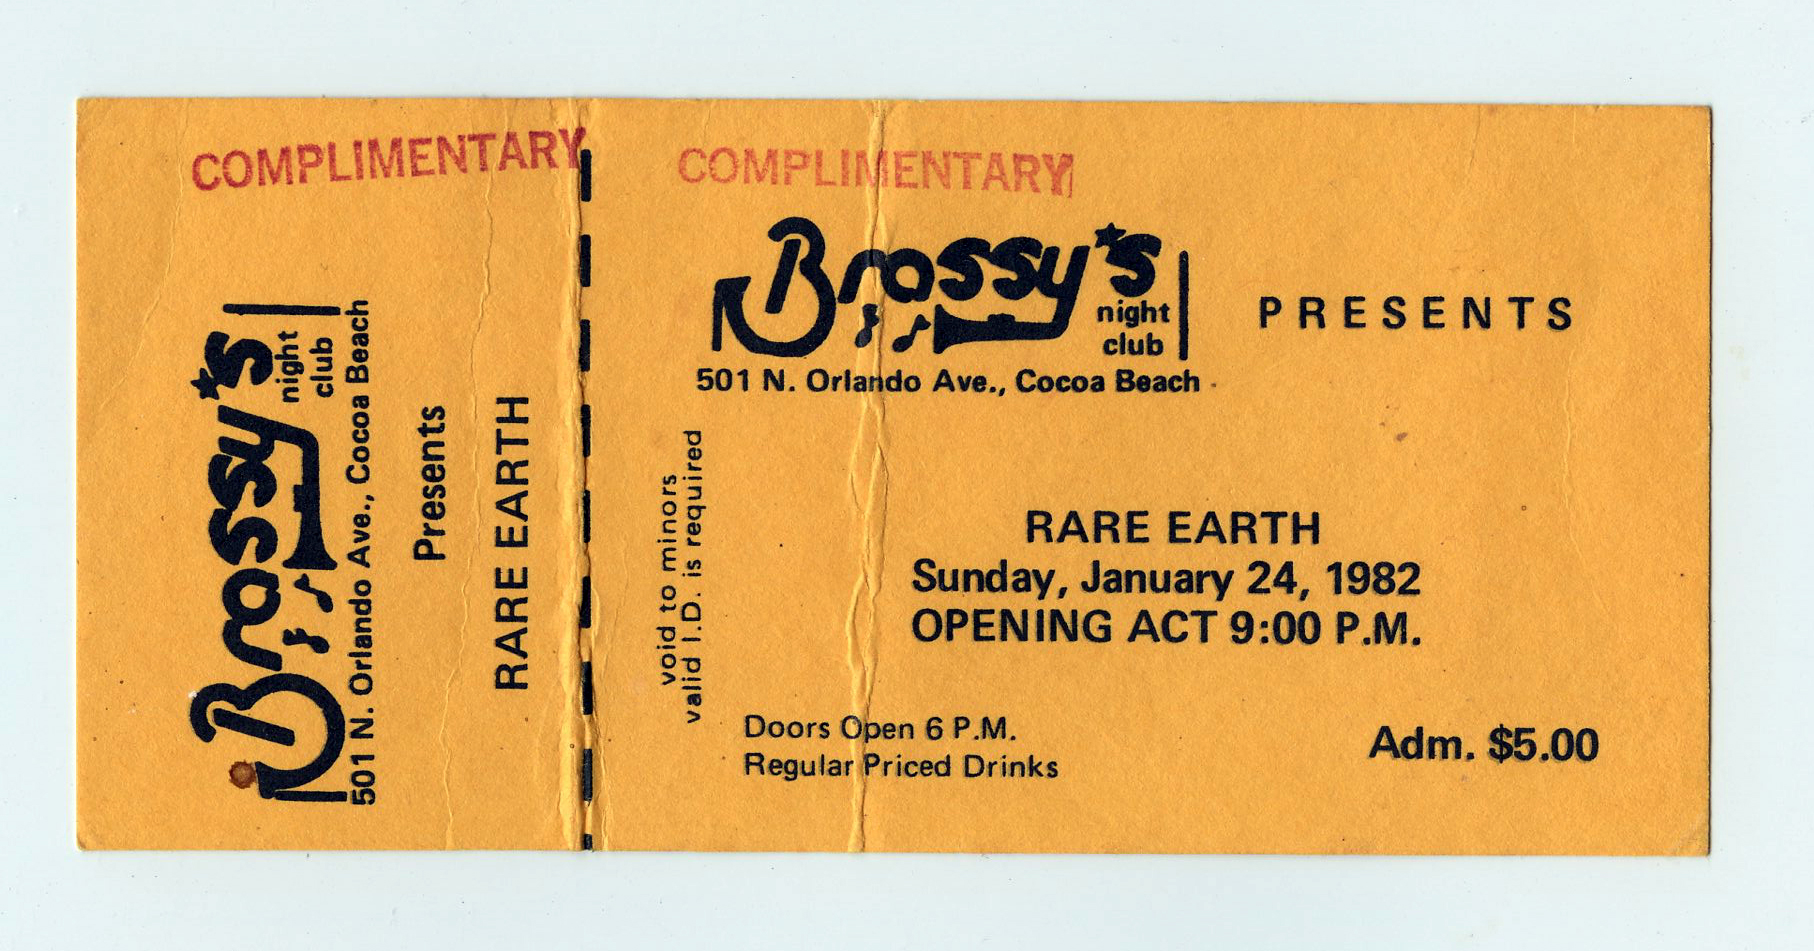 COMPLIMENTARY
Brassy's
night
club
501 N. Orlando Ave., Cocoa Beach
Presents
RARE EARTH
COMPLIMENTARY
Brassy's
night
club
501 N. Orlando Ave., Cocoa Beach
PRESENTS
void to minors
valid I.D. is required
RARE EARTH
Sunday, January 24, 1982
OPENING ACT 9:00 P.M.
Doors Open 6 P.M.
Regular Priced Drinks
Adm. $5.00